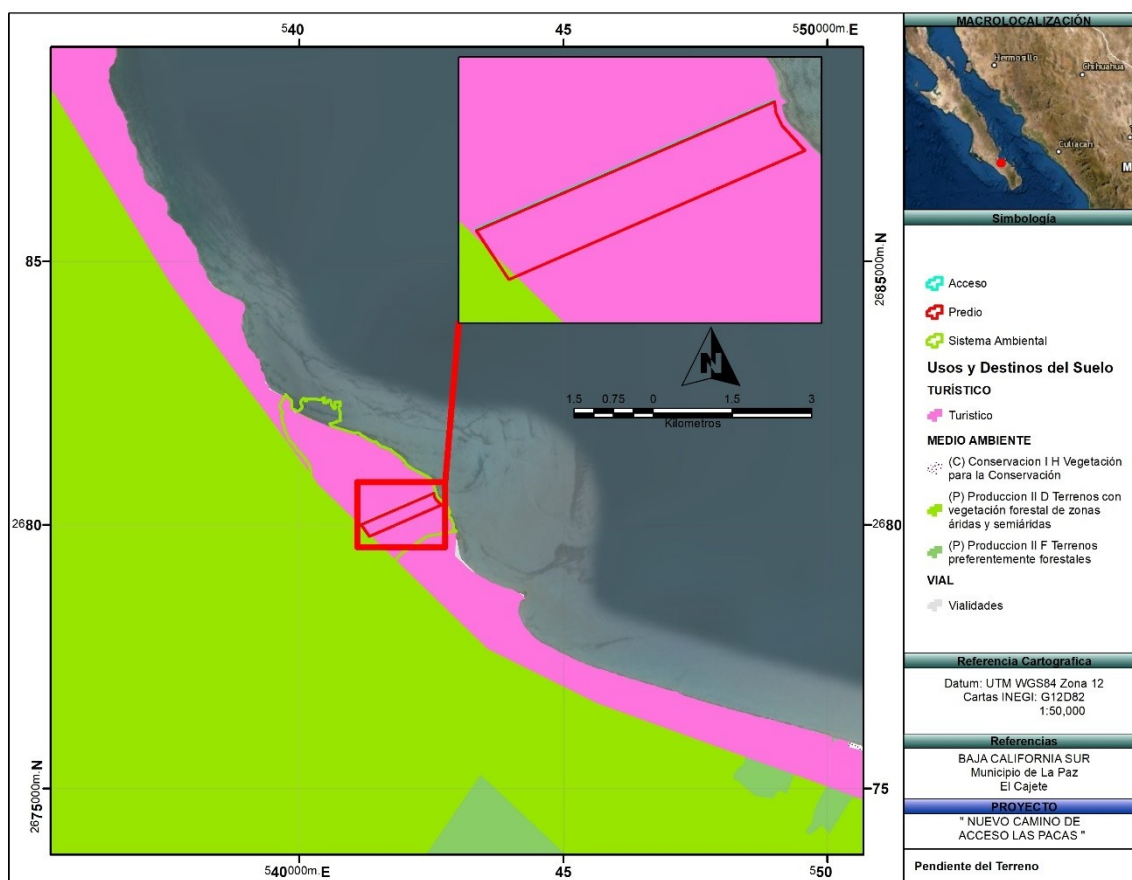 540
45
550000m.E
85
2685000m.N
2680
2680
2675000m.N
75
540000m.E
45
550
N
1.5 0.75 0 1.5 3
Kilometros
MACROLOCALIZACIÓN
Hermosillo
Chihuahua
Culiacán
M
Simbología
Acceso
Predio
Sistema Ambiental
Usos y Destinos del Suelo
TURÍSTICO
Turistico
MEDIO AMBIENTE
(C) Conservacion I H Vegetación
para la Conservación
(P) Produccion II D Terrenos con
vegetación forestal de zonas
áridas y semiáridas
(P) Produccion II F Terrenos
preferentemente forestales
VIAL
Vialidades
Referencia Cartografica
Datum: UTM WGS84 Zona 12
Cartas INEGI: G12D82
1:50,000
Referencias
BAJA CALIFORNIA SUR
Municipio de La Paz
El Cajete
PROYECTO
" NUEVO CAMINO DE
ACCESO LAS PACAS "
Pendiente del Terreno